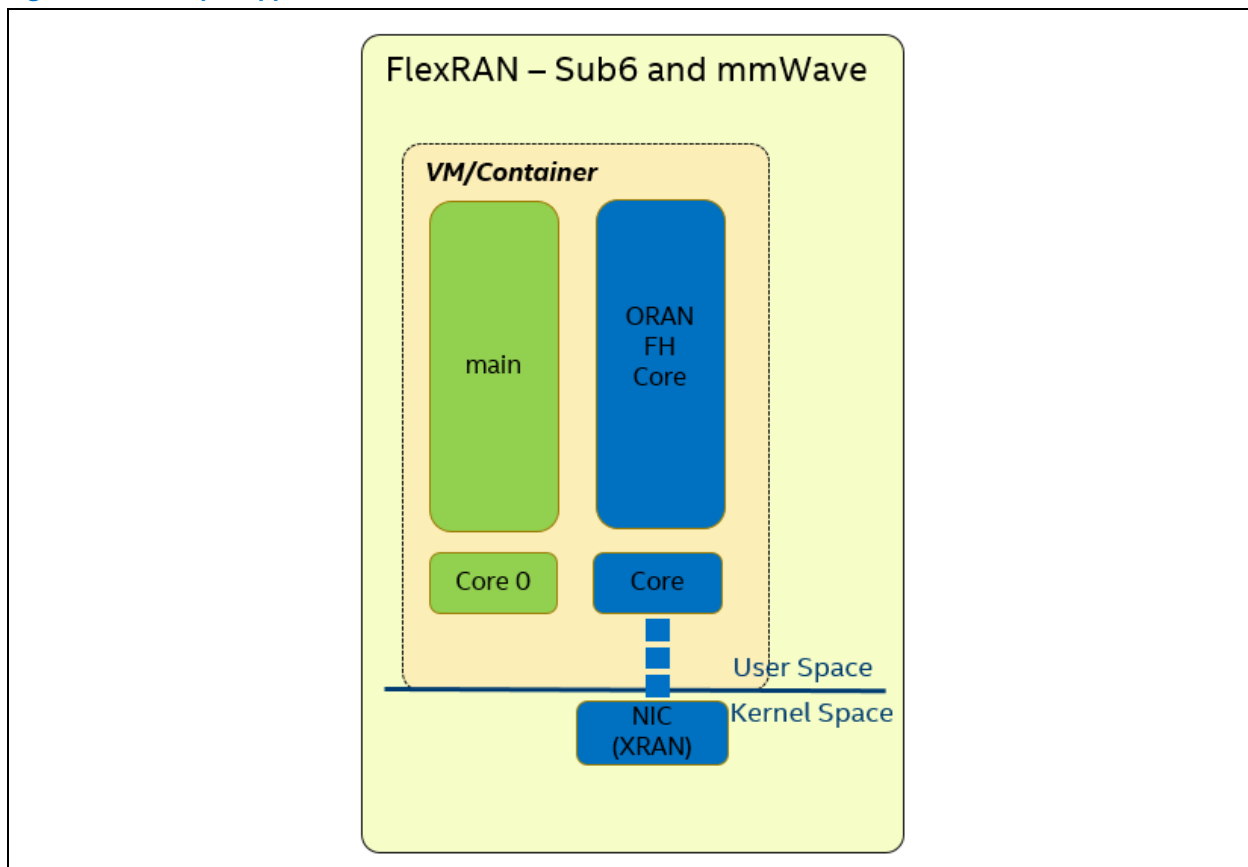 FlexRAN – Sub6 and mmWave
VM/Container
main
ORAN
FH
Core
Core 0
Core
User Space
Kernel Space
NIC
(XRAN)